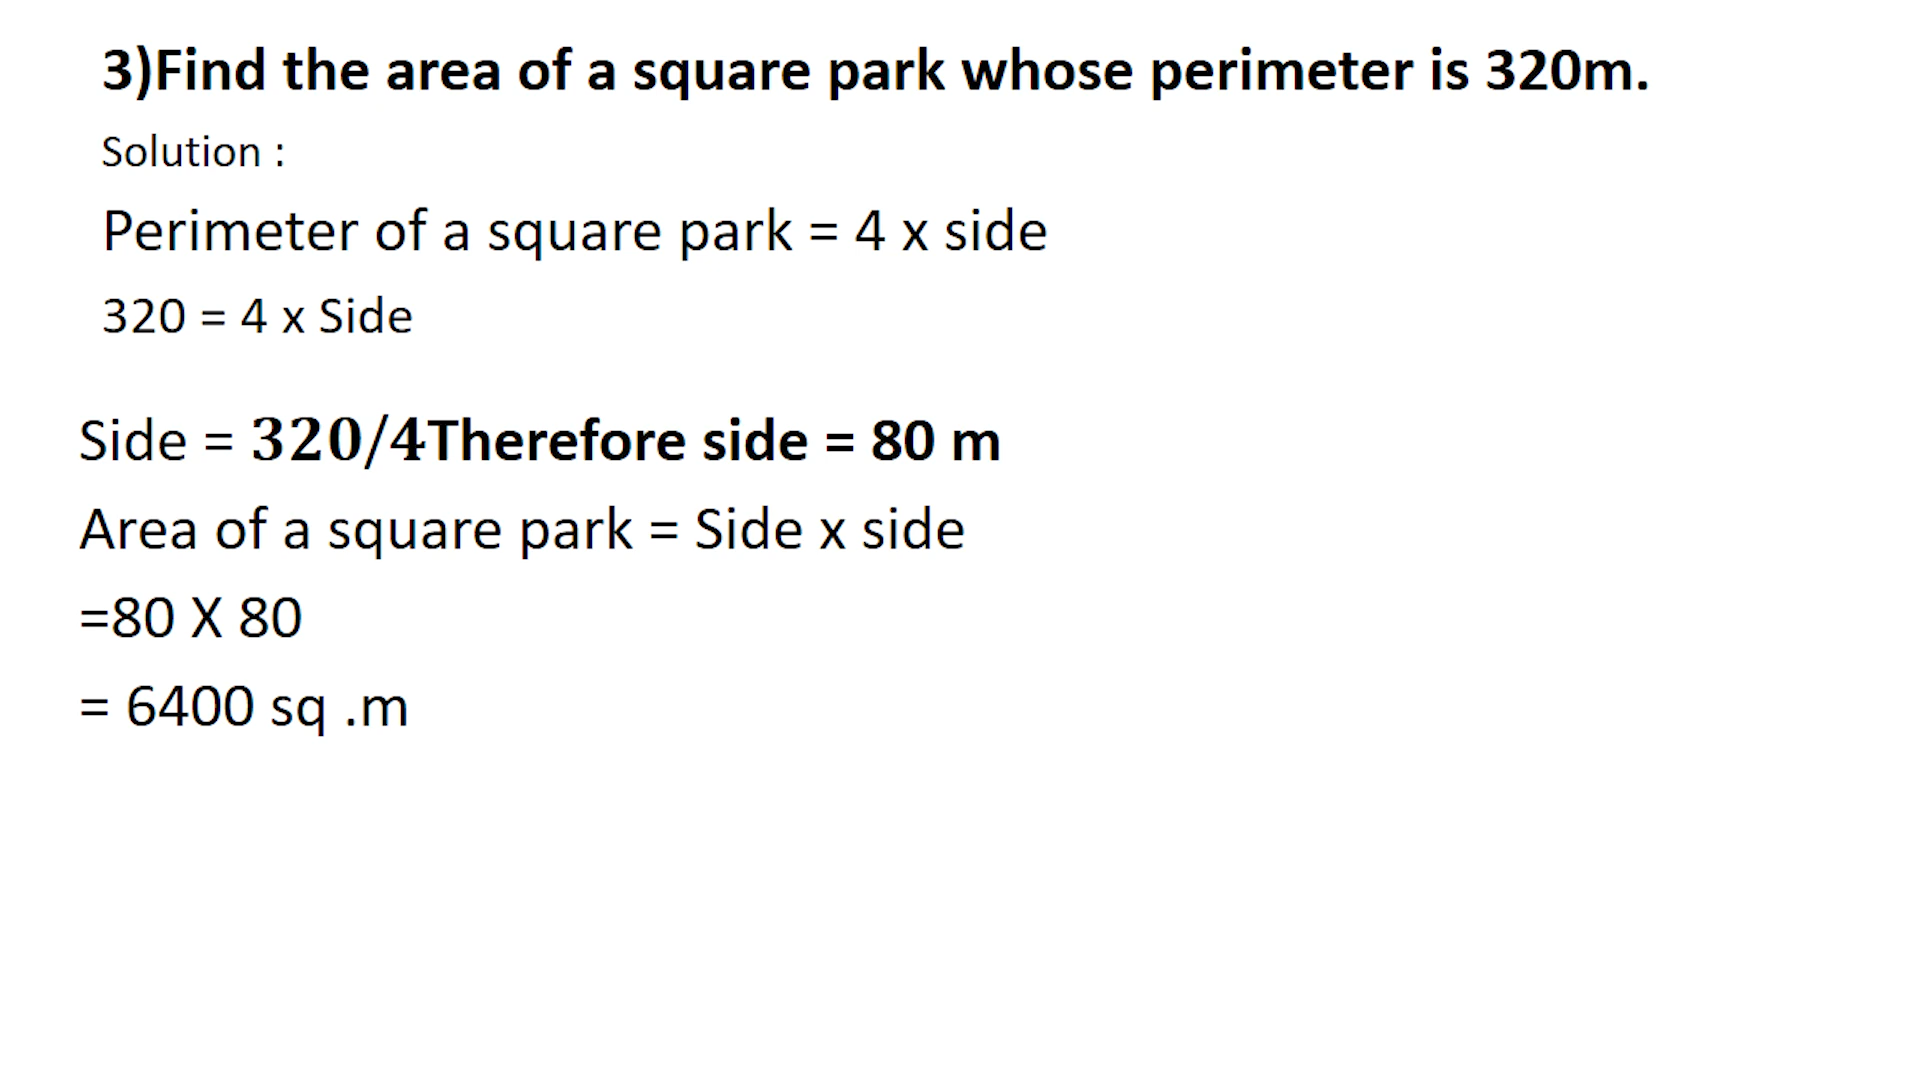 3)Find the area of a square park whose perimeter is 320m.
Solution :
Perimeter of a square park = 4 x side
320 = 4 x Side
Side = 320/4Therefore side = 80 m
Area of a square park = Side x side
=80 X 80
= 6400 sq .m